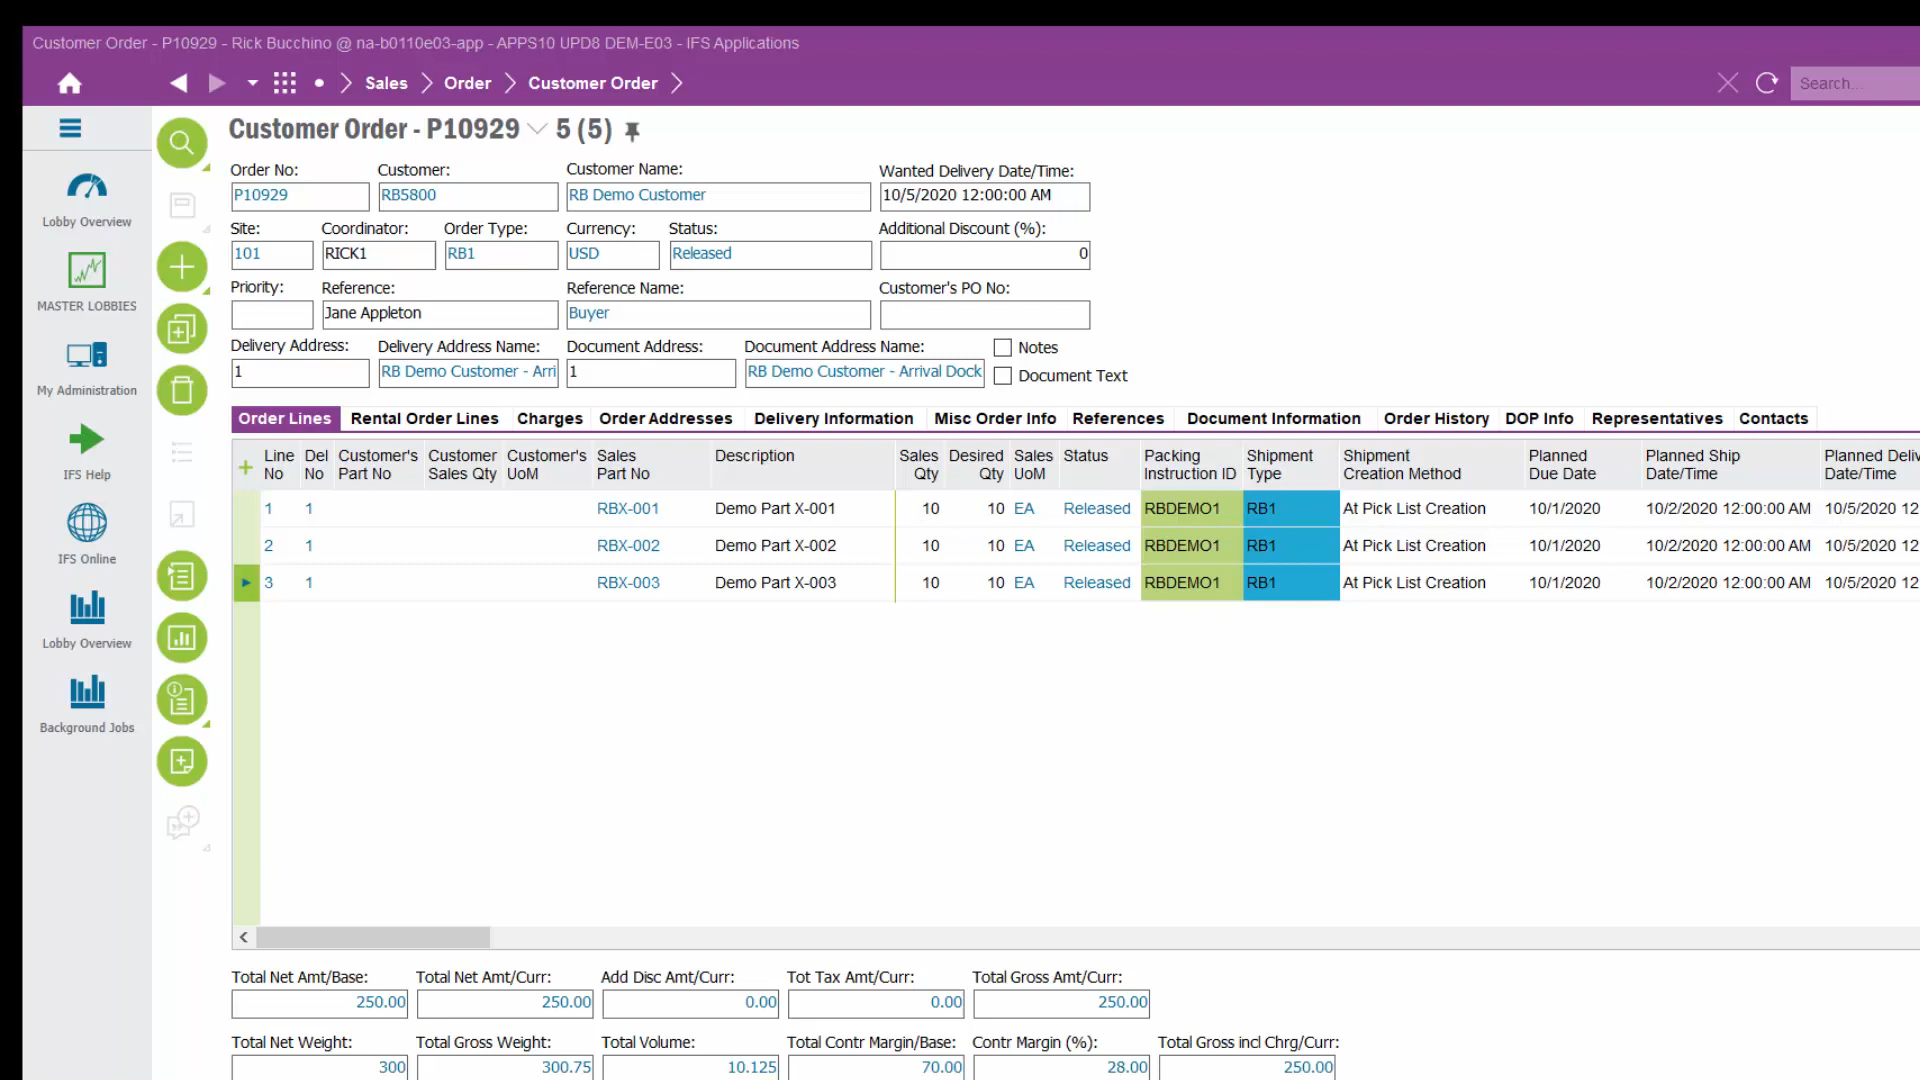 Customer Order - P10929 - Rick Bucchino @ na-b0110e03-app - APPS10 UPD8 DEM-E03 - IFS Applications
Sales Order Customer Order
Search...
Customer Order - P10929 5 (5)
Order No: Customer: Customer Name: Wanted Delivery Date/Time:
P10929 RB5800 RB Demo Customer 10/5/2020 12:00:00 AM
Site: Coordinator: Order Type: Currency: Status: Additional Discount (%):
101 RICK1 RB1 USD Released 0
Priority: Reference: Reference Name: Customer's PO No:
Jane Appleton Buyer
Delivery Address: Delivery Address Name: Document Address: Document Address Name: Notes
1 RB Demo Customer - Arri 1 RB Demo Customer - Arrival Dock Document Text
Lobby Overview
MASTER LOBBIES
My Administration
IFS Help
IFS Online
Lobby Overview
Background Jobs
Order Lines Rental Order Lines Charges Order Addresses Delivery Information Misc Order Info References Document Information Order History DOP Info Representatives Contacts
Line No Del No Customer's Part No Customer Sales Qty Customer's UoM Sales Part No Description Sales Qty Desired Qty Sales UoM Status Packing Instruction ID Shipment Type Shipment Creation Method Planned Due Date Planned Ship Date/Time Planned Deliv Date/Time
1 1 RBX-001 Demo Part X-001 10 10 EA Released RBDEMO1 RB1 At Pick List Creation 10/1/2020 10/2/2020 12:00:00 AM 10/5/2020 12
2 1 RBX-002 Demo Part X-002 10 10 EA Released RBDEMO1 RB1 At Pick List Creation 10/1/2020 10/2/2020 12:00:00 AM 10/5/2020 12
3 1 RBX-003 Demo Part X-003 10 10 EA Released RBDEMO1 RB1 At Pick List Creation 10/1/2020 10/2/2020 12:00:00 AM 10/5/2020 12
Total Net Amt/Base: Total Net Amt/Curr: Add Disc Amt/Curr: Tot Tax Amt/Curr: Total Gross Amt/Curr:
250.00 250.00 0.00 0.00 250.00
Total Net Weight: Total Gross Weight: Total Volume: Total Contr Margin/Base: Contr Margin (%): Total Gross incl Chrg/Curr:
300 300.75 10.125 70.00 28.00 250.00